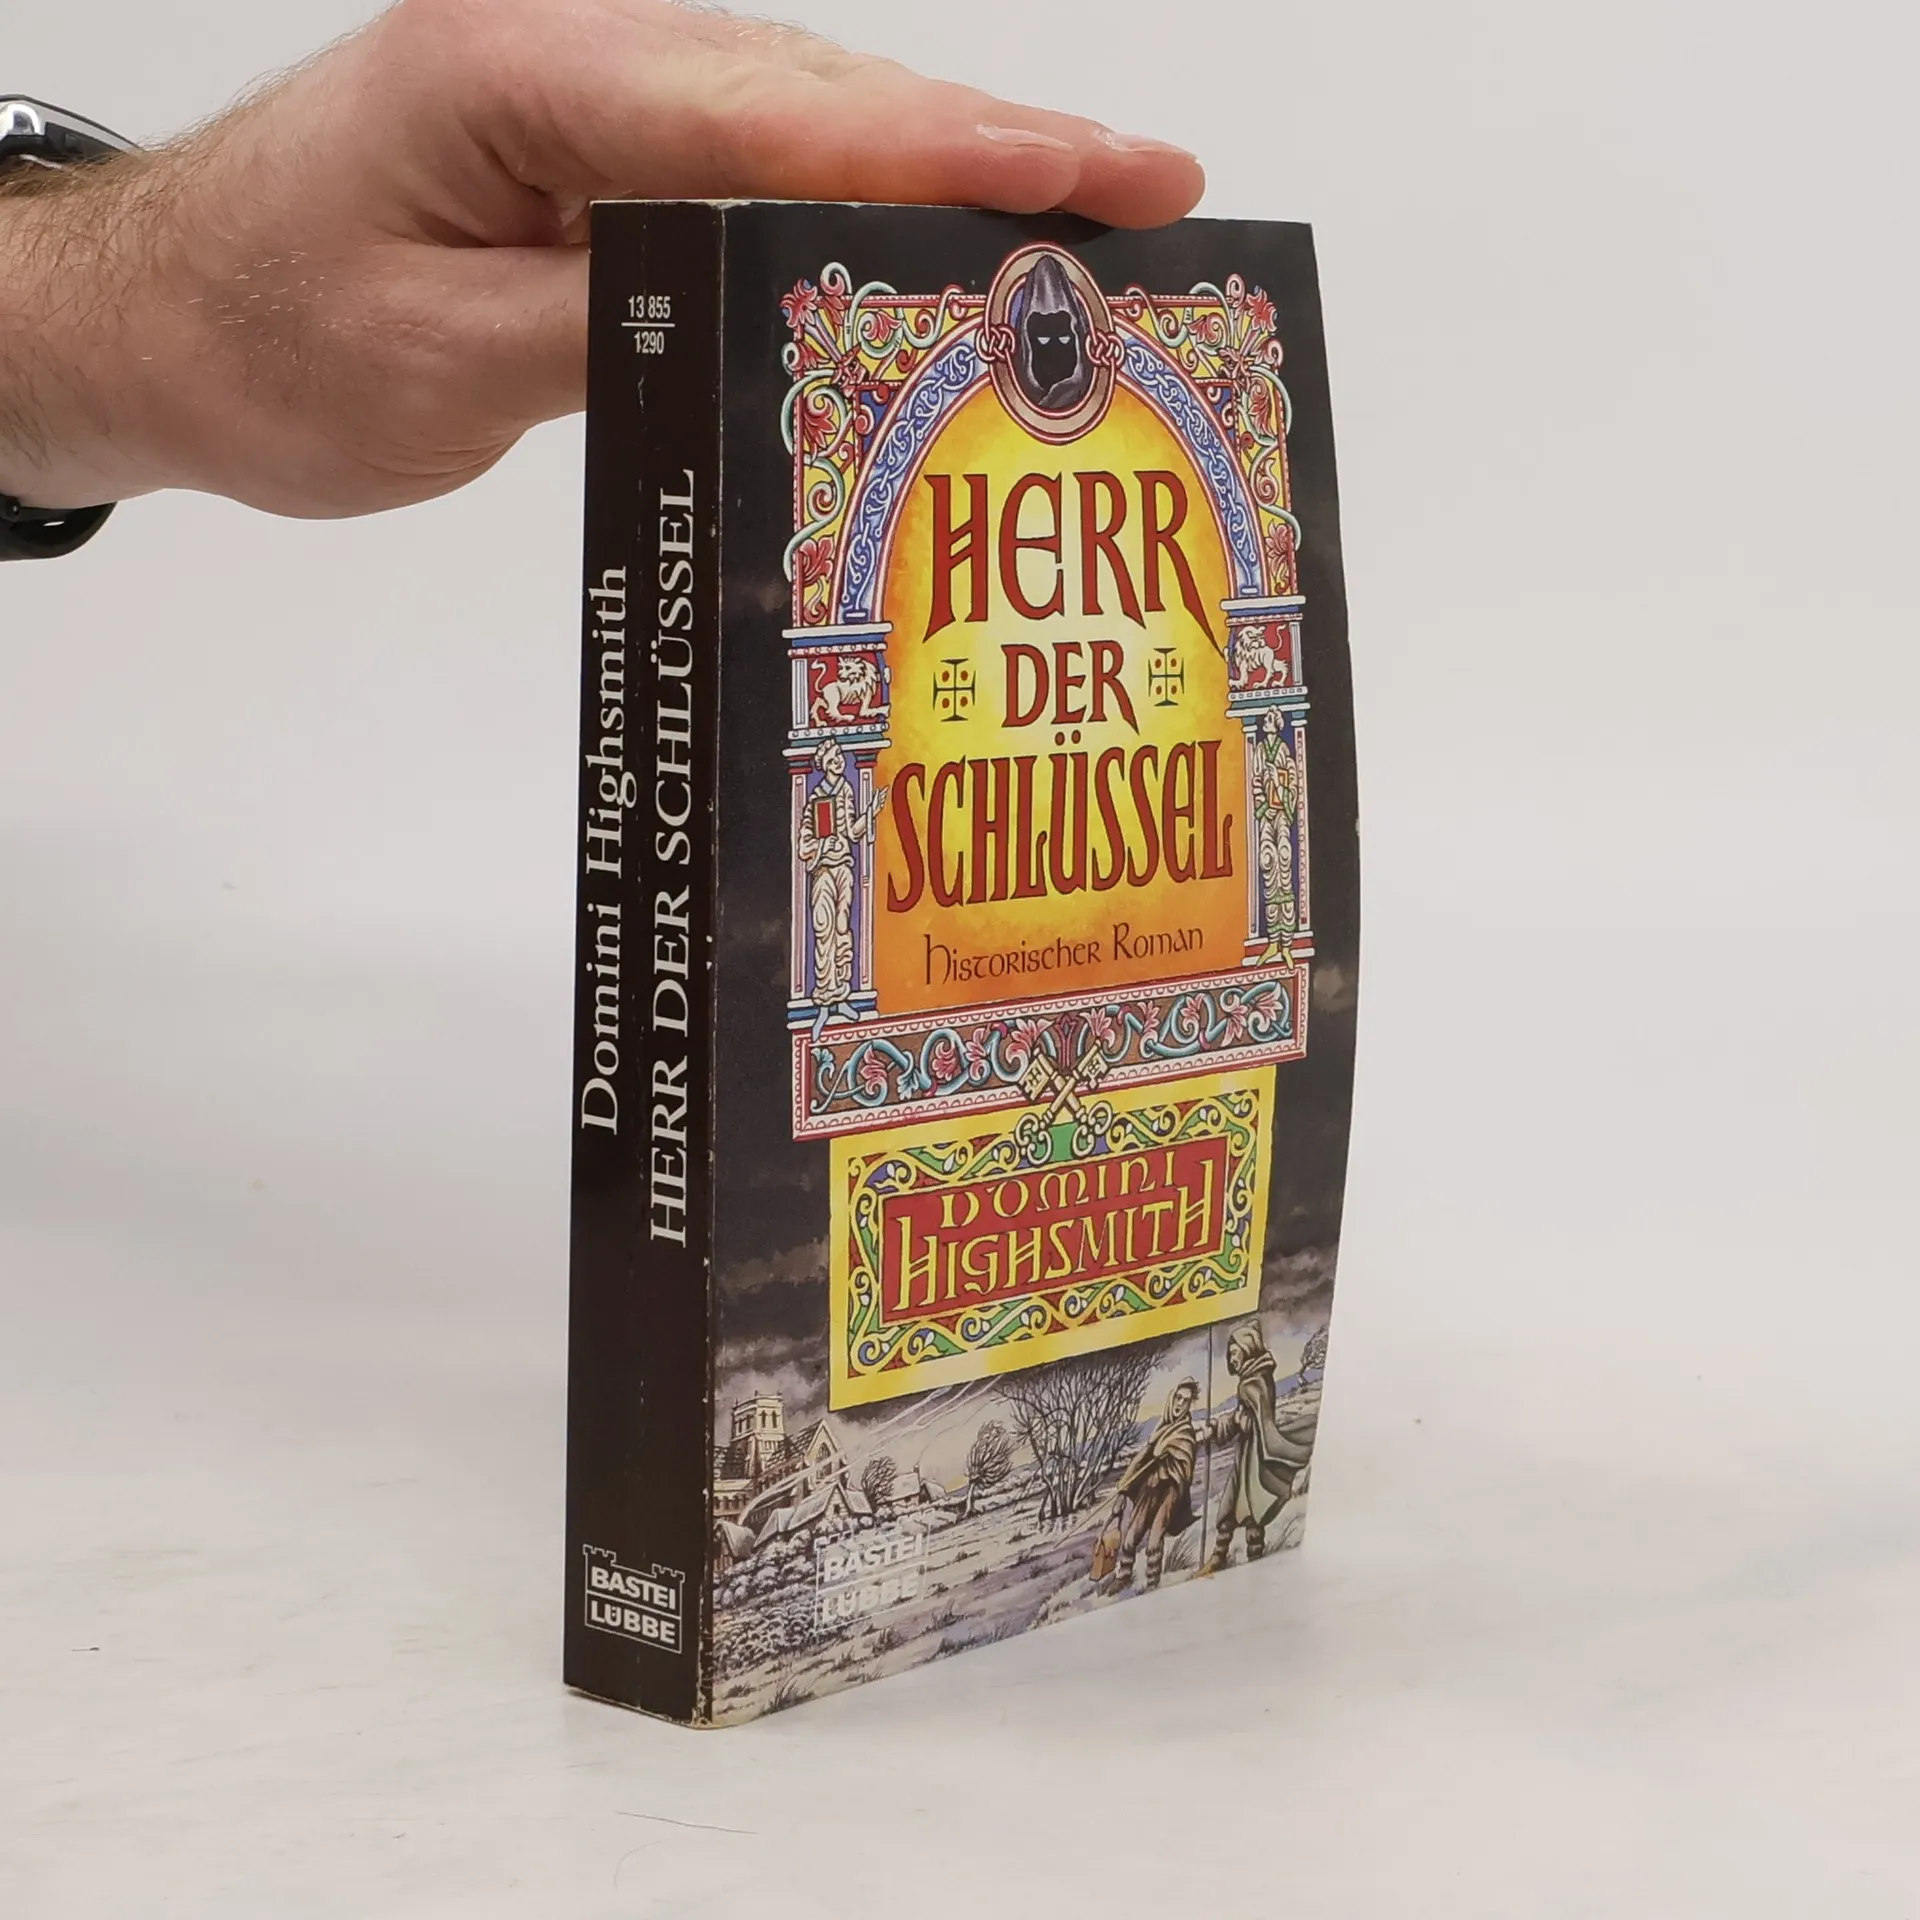 13 855
1290
Domini Highsmith
HERR DER SCHLÜSSEL
BASTEI
LÜBBE
HERR
DER
SCHLÜSSEL
Historischer Roman
DOMINI
HIGHSMITH
BASTEI
LÜBBE